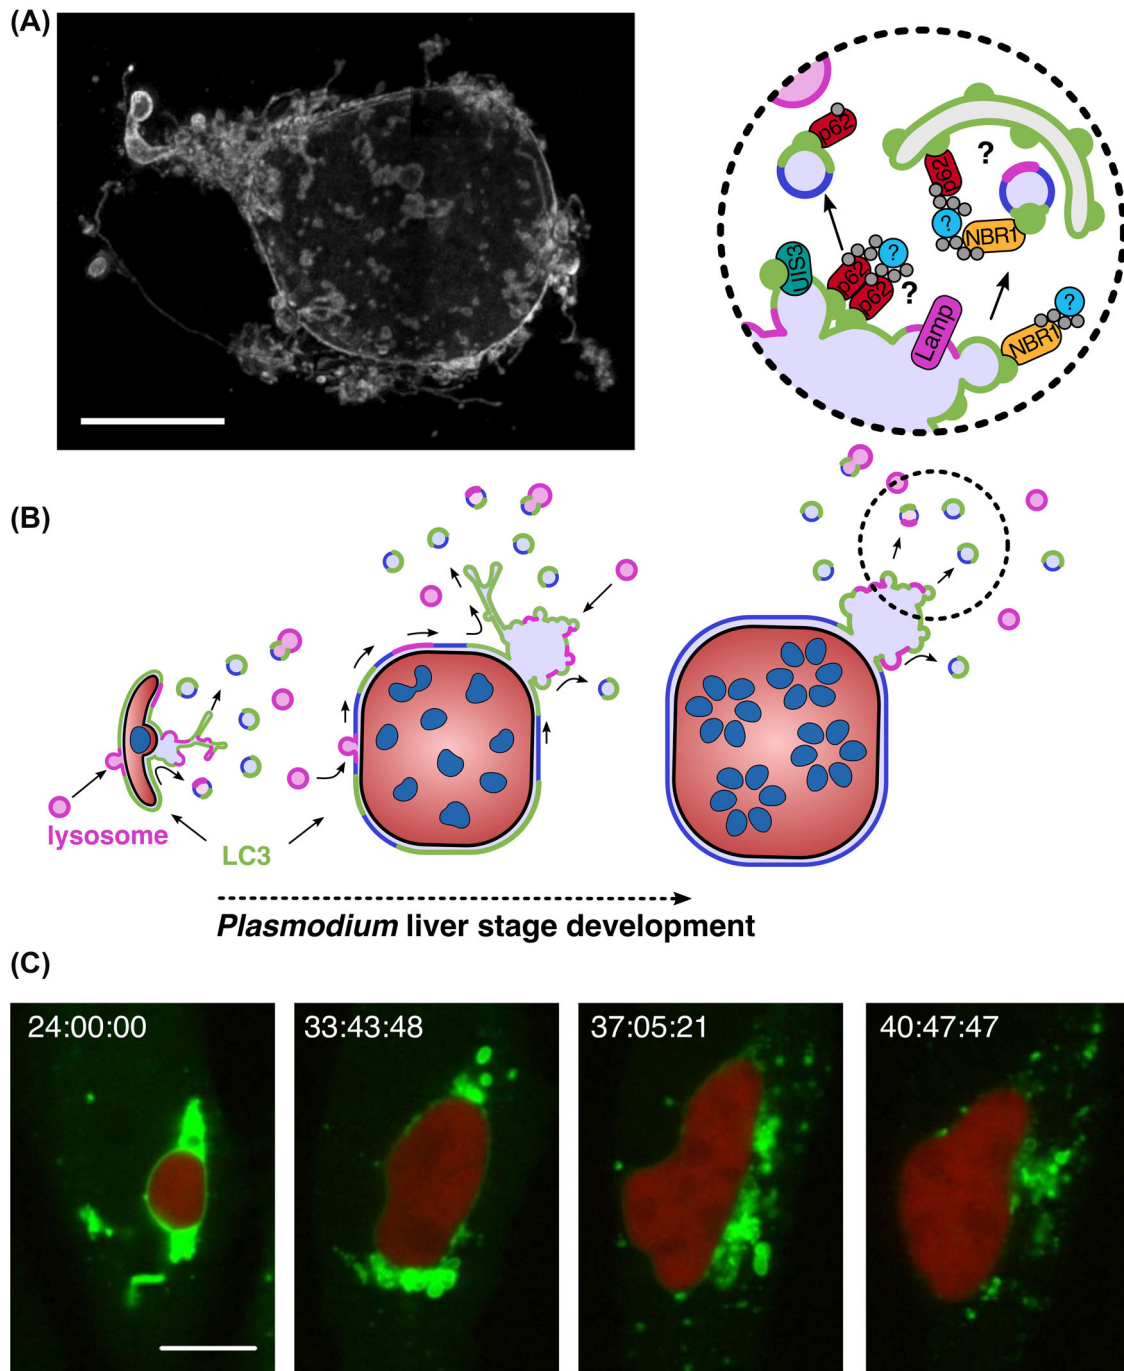 (A)
p62
?
p62
?
NBR1
UIS3
?
p62
p62
?
Lamp
?
NBR1
(B)
lysosome
LC3
Plasmodium liver stage development
(C)
24:00:00
33:43:48
37:05:21
40:47:47